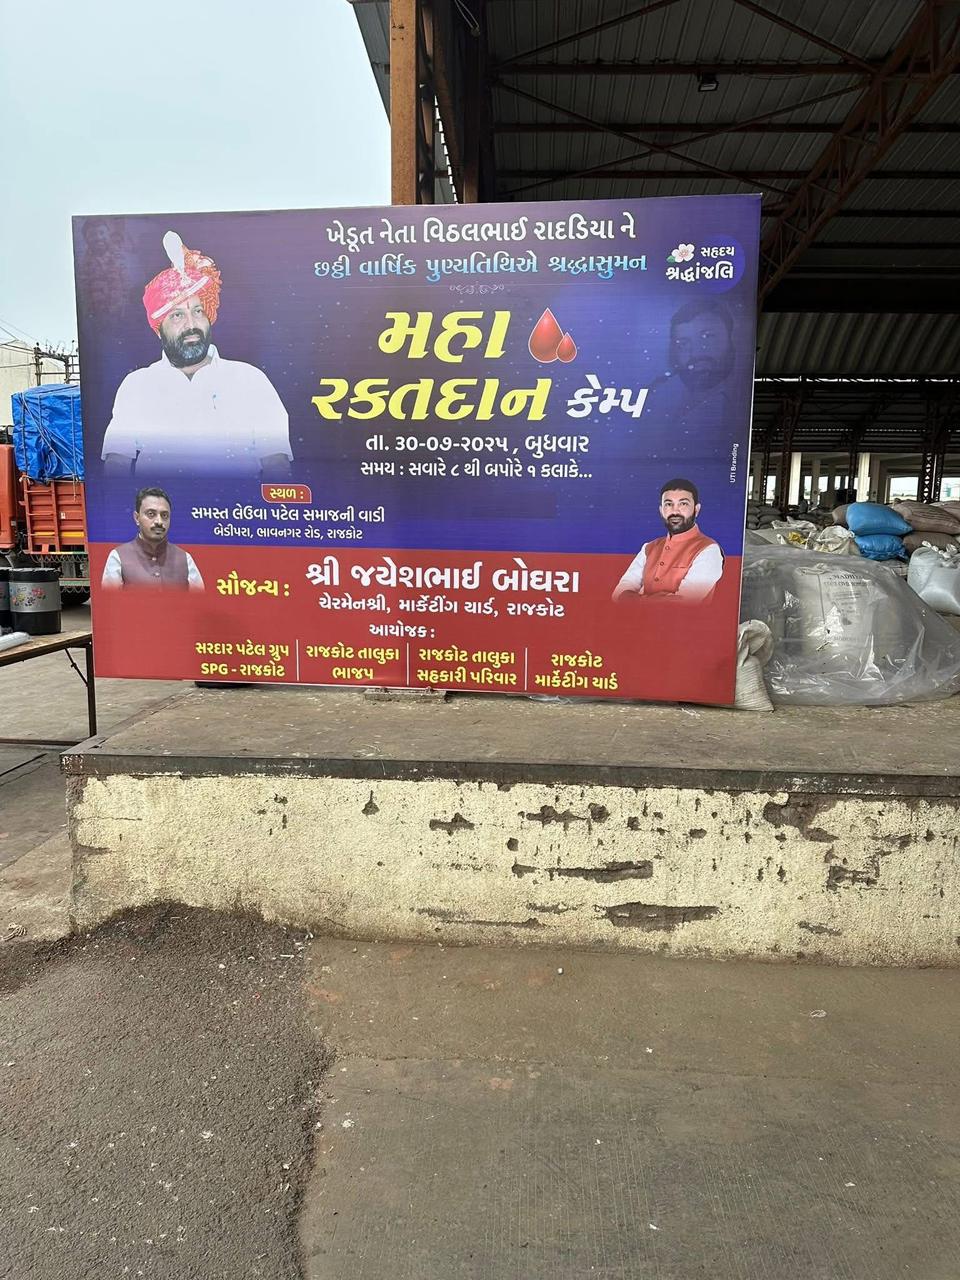 ખેડૂત નેતા વિઠલભાઈ રાદડિયા ને
છઠ્ઠી વાર્ષિક પુણ્યતિથિએ શ્રદ્ધાસુમન
સહૃદય
શ્રદ્ધાંજલિ
મહા
રક્તદાન કેમ્પ
તા. ૩૦-૦૭-૨૦૨૫ , બુધવાર
સમય : સવારે ૮ થી બપોરે ૧ કલાકે...
સ્થળ :
સમસ્ત લેઉવા પટેલ સમાજની વાડી
બેડીપરા, ભાવનગર રોડ, રાજકોટ
સૌજન્ય : શ્રી જયેશભાઈ બોઘરા
ચેરમેનશ્રી, માર્કેટીંગ યાર્ડ, રાજકોટ
આયોજક :
સરદાર પટેલ ગ્રુપ
SPG - રાજકોટ
રાજકોટ તાલુકા
ભાજપ
રાજકોટ તાલુકા
સહકારી પરિવાર
રાજકોટ
માર્કેટીંગ યાર્ડ
UTI Branding